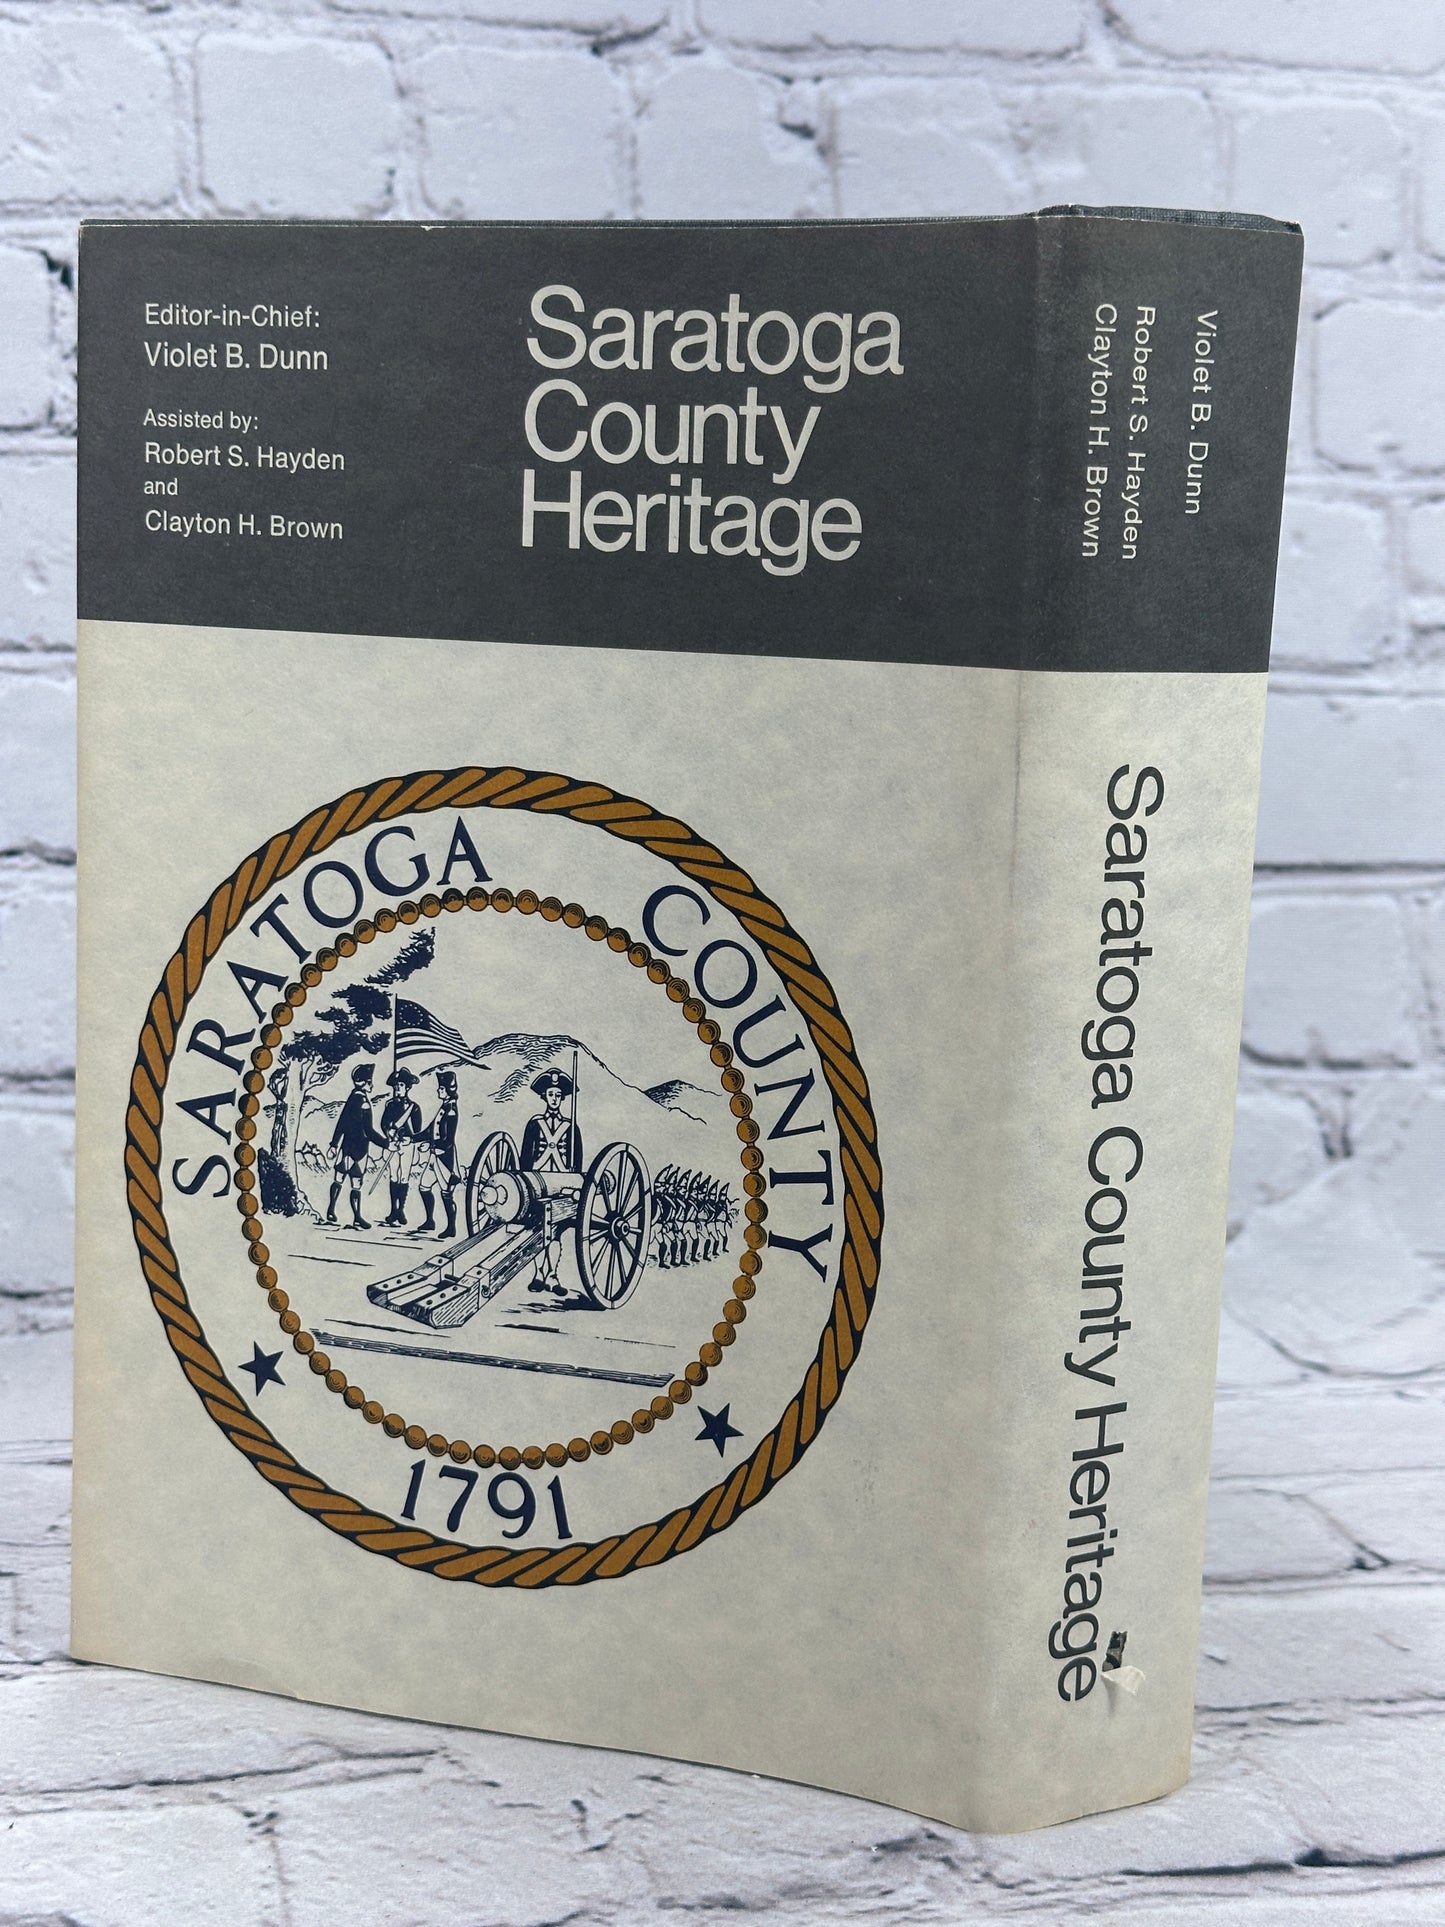 Editor-in-Chief:
Violet B. Dunn
Assisted by:
Robert S. Hayden
and
Clayton H. Brown
Saratoga
County
Heritage
SARATOGA COUNTY
1791
Violet B. Dunn
Robert S. Hayden
Clayton H. Brown
Saratoga County Heritage